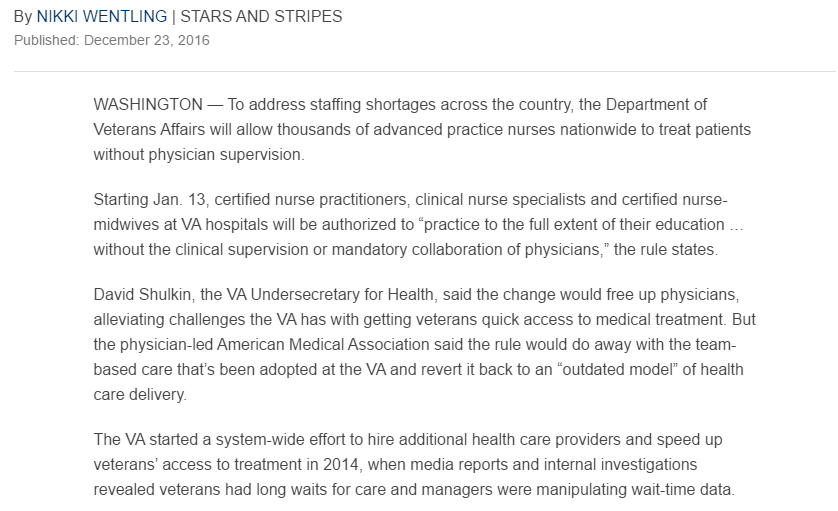 By NIKKI WENTLING | STARS AND STRIPES
Published: December 23, 2016
WASHINGTON — To address staffing shortages across the country, the Department of
Veterans Affairs will allow thousands of advanced practice nurses nationwide to treat patients
without physician supervision.
Starting Jan. 13, certified nurse practitioners, clinical nurse specialists and certified nurse-
midwives at VA hospitals will be authorized to “practice to the full extent of their education …
without the clinical supervision or mandatory collaboration of physicians,” the rule states.
David Shulkin, the VA Undersecretary for Health, said the change would free up physicians,
alleviating challenges the VA has with getting veterans quick access to medical treatment. But
the physician-led American Medical Association said the rule would do away with the team-
based care that’s been adopted at the VA and revert it back to an “outdated model” of health
care delivery.
The VA started a system-wide effort to hire additional health care providers and speed up
veterans’ access to treatment in 2014, when media reports and internal investigations
revealed veterans had long waits for care and managers were manipulating wait-time data.